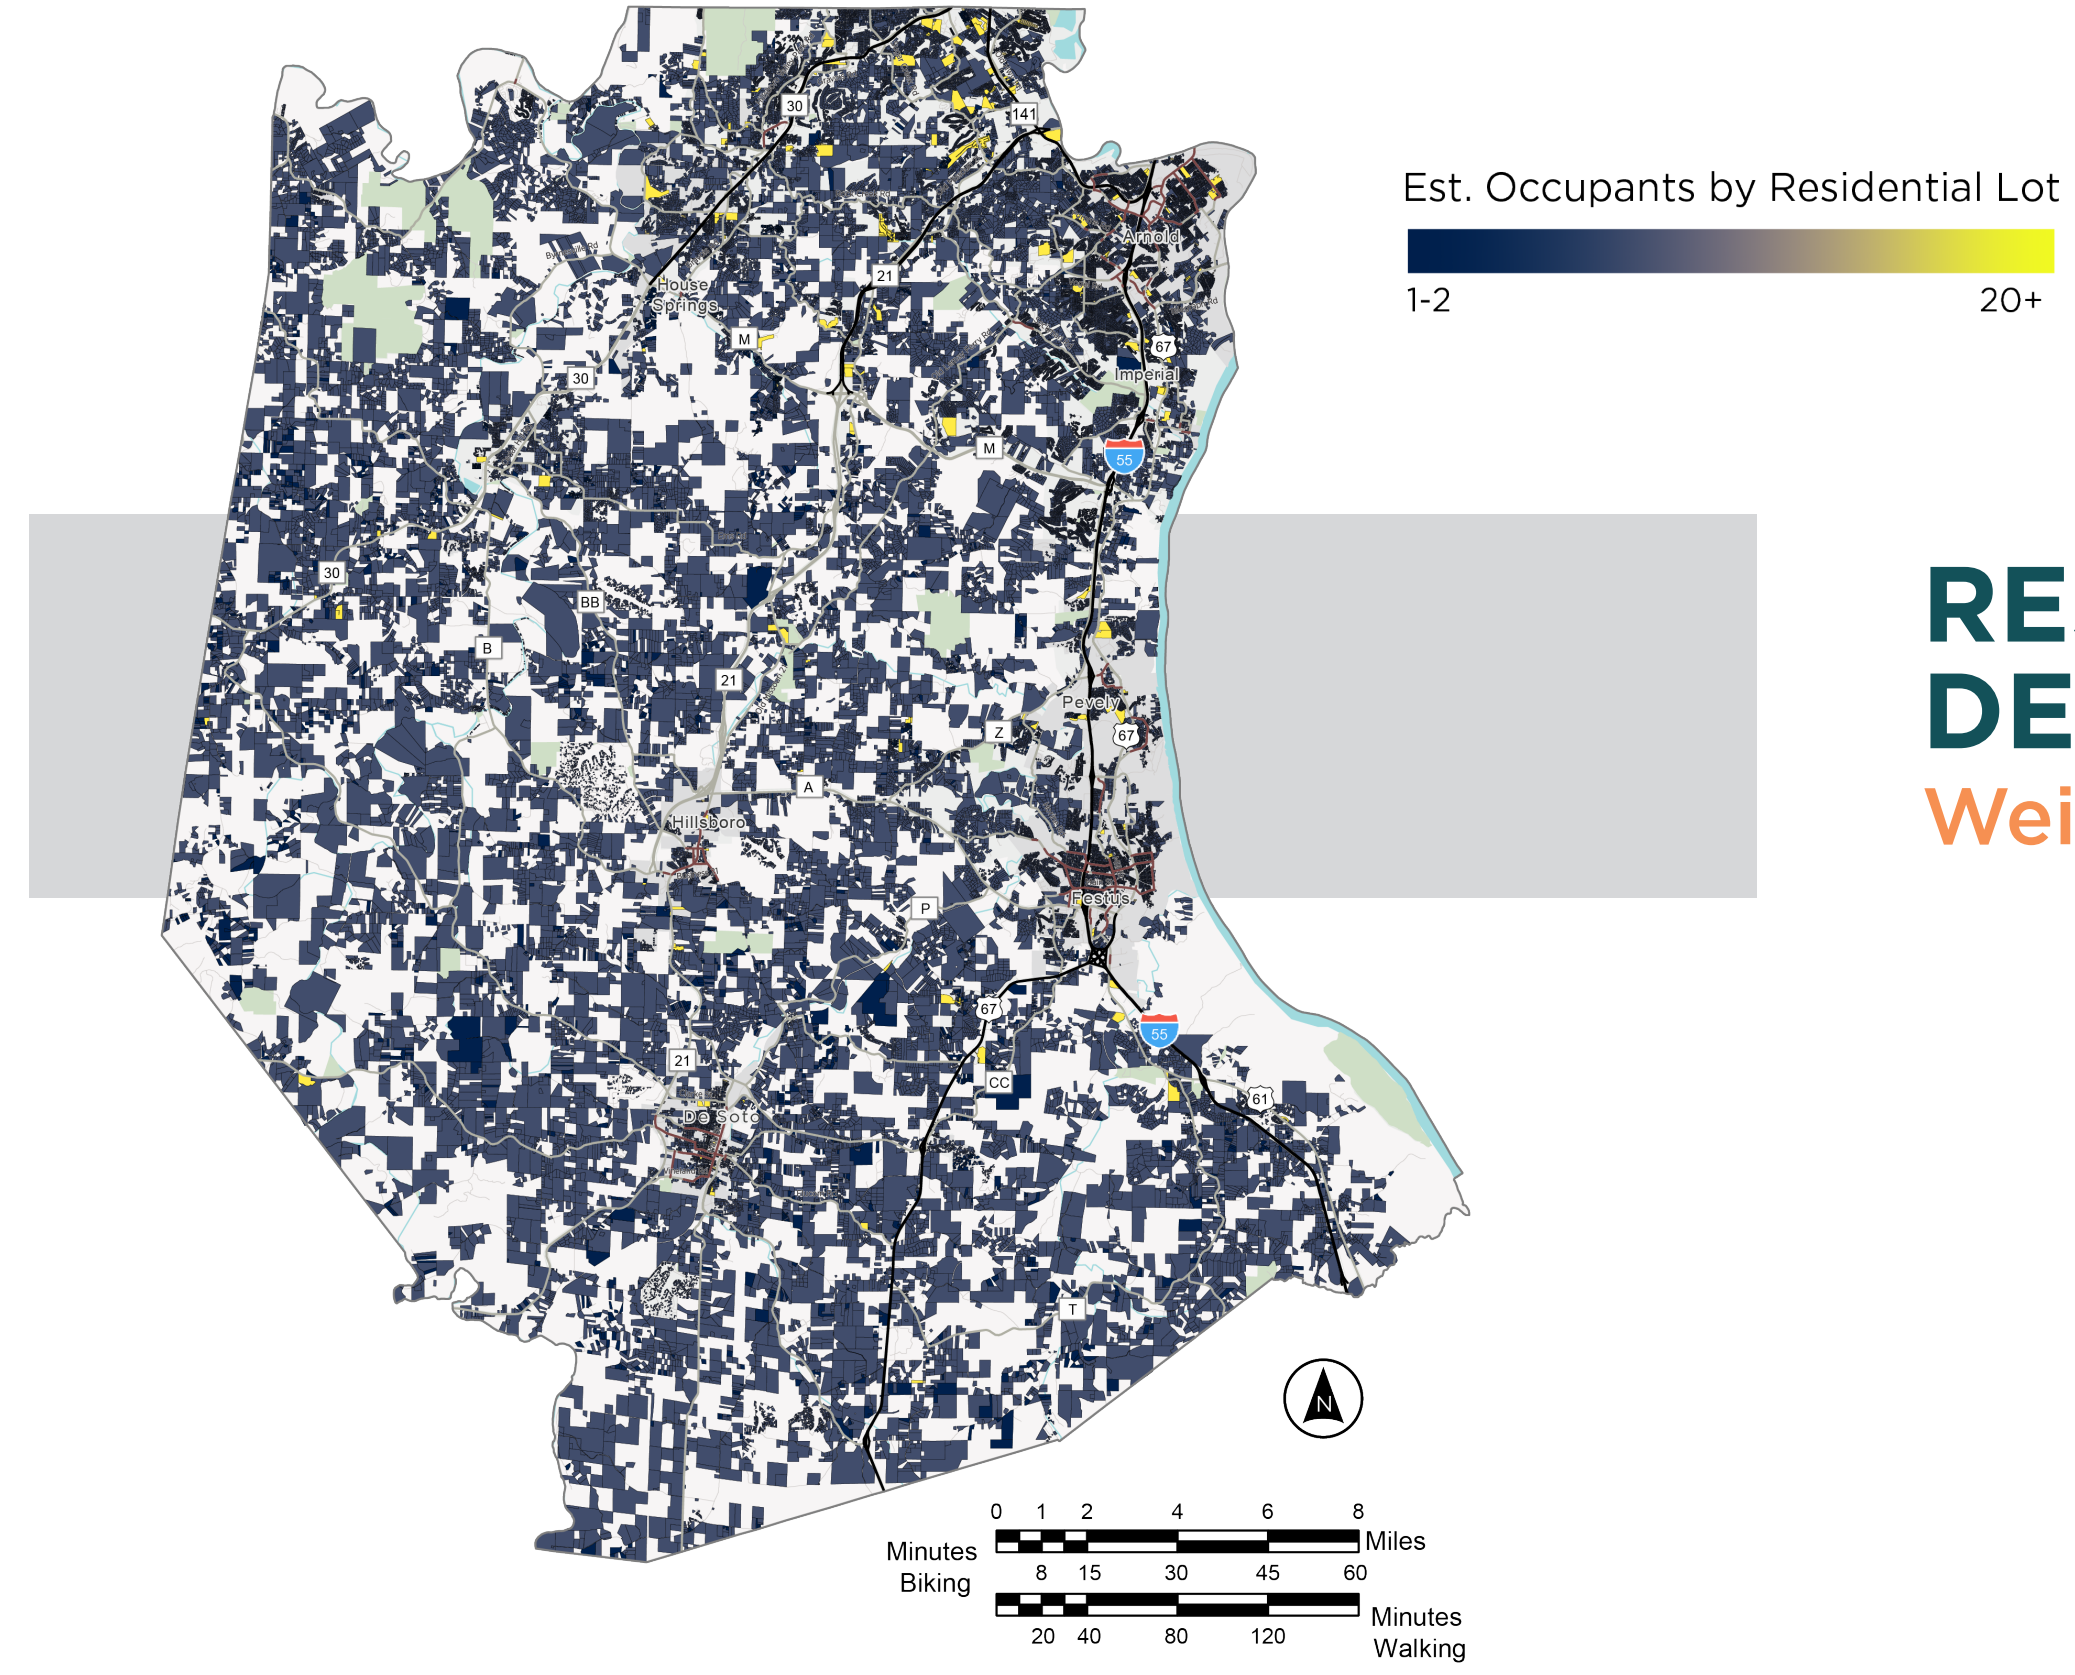 30
141
Est. Occupants by Residential Lot
1-2
20+
Arnold
Byrnesville Rd
21
House
Springs
M
67
Imperial
30
M
55
30
BB
B
21
Pevely
Z
67
A
Hillsboro
P
Festus
67
55
21
CC
61
De Soto
T
N
RE
DE
Wei
0 1 2 4 6 8
Miles
Minutes
Biking
8 15 30 45 60
Minutes
Walking
20 40 80 120